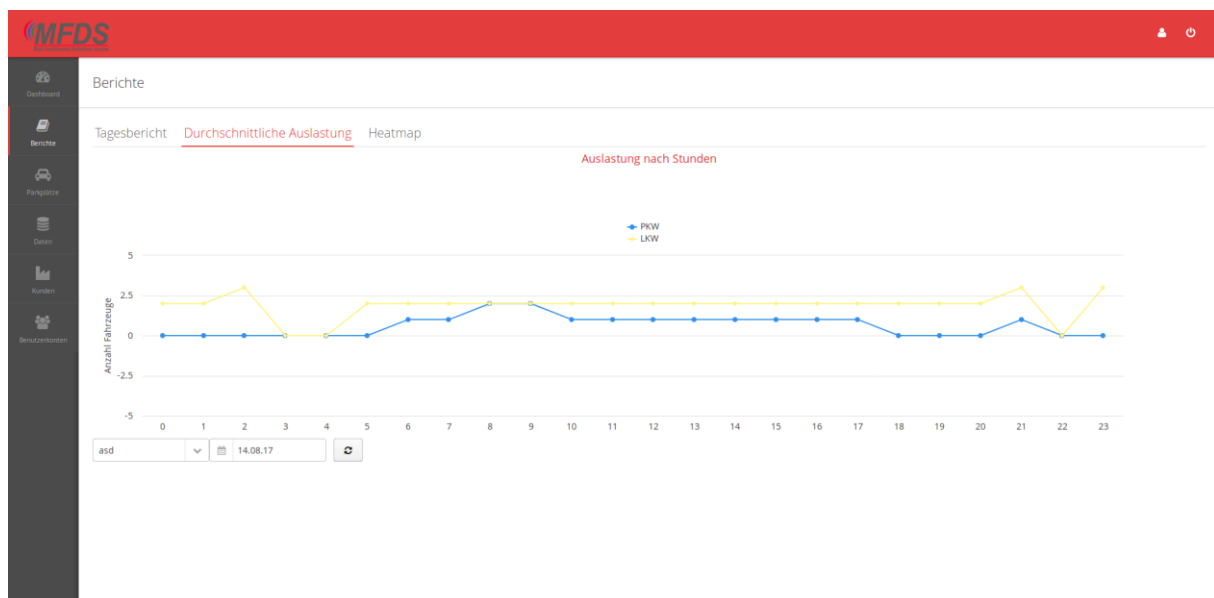 MFDS
Dashboard
Berichte
Parkplätze
Daten
Kunden
Benutzerkonten
Berichte
Tagesbericht Durchschnittliche Auslastung Heatmap
Auslastung nach Stunden
PKW
LKW
Anzahl Fahrzeuge
5
2.5
0
-2.5
-5
0 1 2 3 4 5 6 7 8 9 10 11 12 13 14 15 16 17 18 19 20 21 22 23
asd 14.08.17